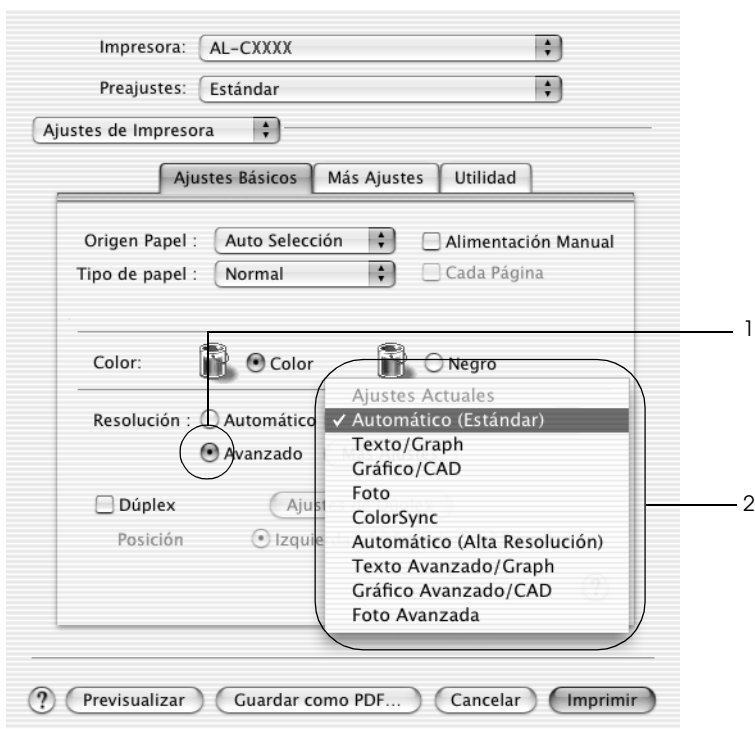 Impresora: AL-CXXXX
Preajustes: Estándar
Ajustes de Impresora
Ajustes Básicos Más Ajustes Utilidad
Origen Papel : Auto Selección Alimentación Manual
Tipo de papel : Normal Cada Página
1
Color: Color Negro
Ajustes Actuales
Resolución : Automático ✓ Automático (Estándar)
Texto/Graph
Avanzado
Gráfico/CAD
Foto
2
Dúplex
ColorSync
Posición Automático (Alta Resolución)
Texto Avanzado/Graph
Gráfico Avanzado/CAD
?
Foto Avanzada
? Previsualizar Guardar como PDF... Cancelar Imprimir